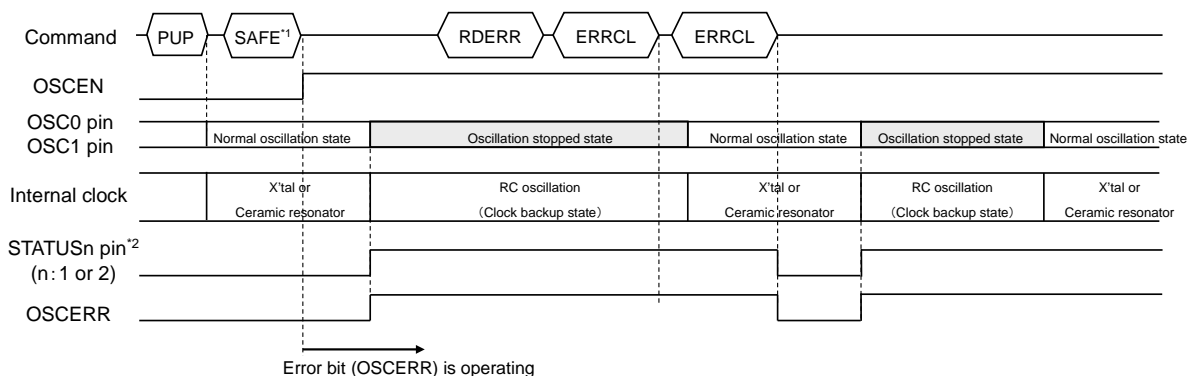 Command
PUP
SAFE*1
RDERR
ERRCL
ERRCL
OSCEN
OSC0 pin
OSC1 pin
Normal oscillation state
Oscillation stopped state
Normal oscillation state
Oscillation stopped state
Normal oscillation state
Internal clock
X'tal or
Ceramic resonator
RC oscillation
(Clock backup state)
X'tal or
Ceramic resonator
RC oscillation
(Clock backup state)
X'tal or
Ceramic resonator
STATUSn pin*2
(n:1 or 2)
OSCERR
Error bit (OSCERR) is operating